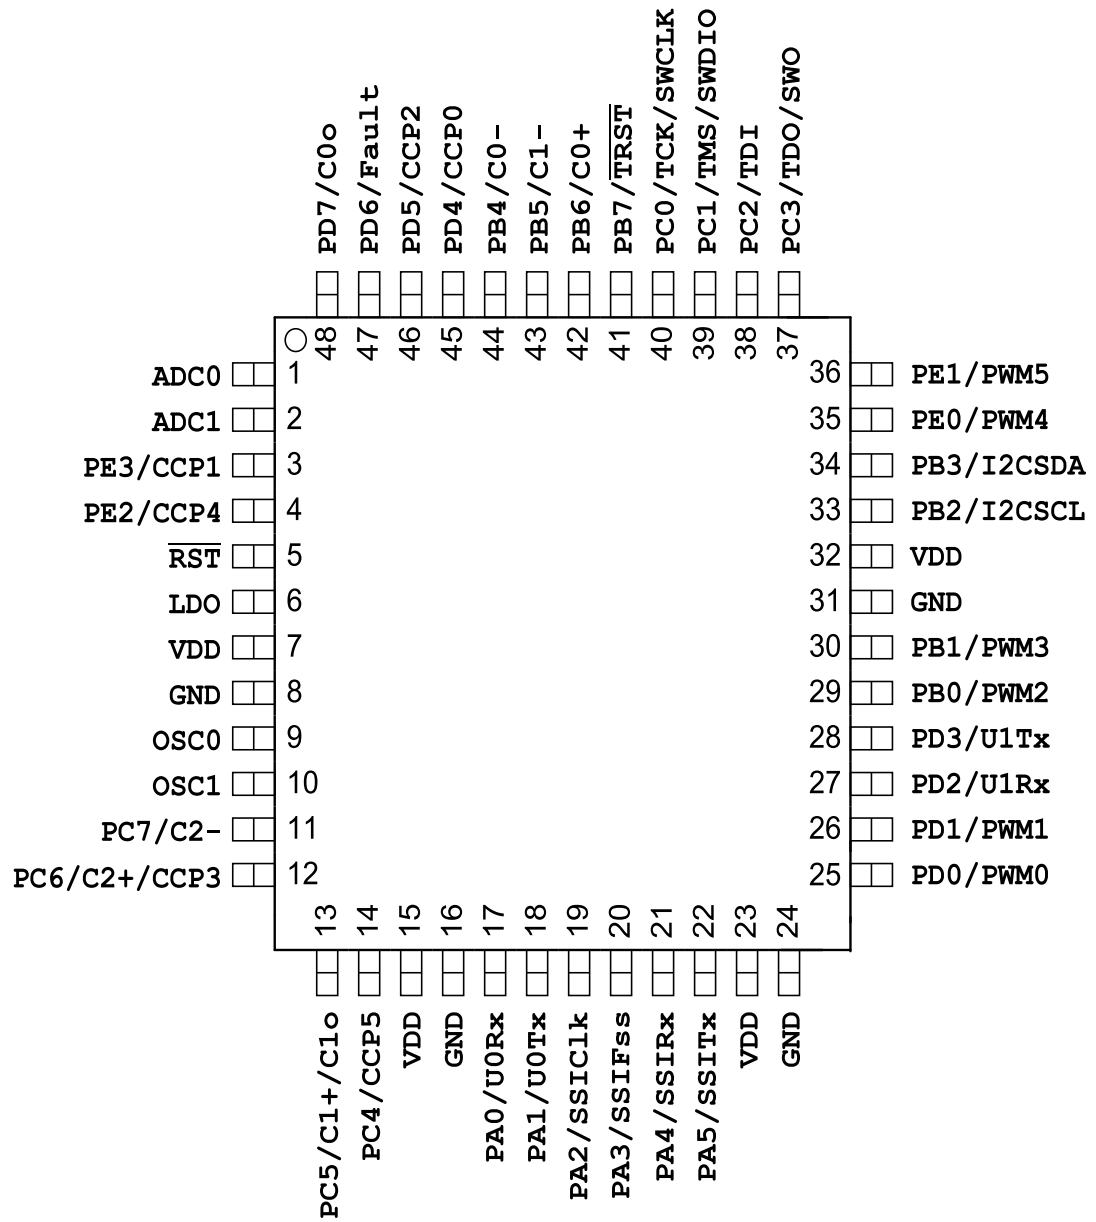 PD7/C0o
PD6/Fault
PD5/CCP2
PD4/CCP0
PB4/C0-
PB5/C1-
PB6/C0+
PB7/TRST
PC0/TCK/SWCLK
PC1/TMS/SWDIO
PC2/TDI
PC3/TDO/SWO
48
47
46
45
44
43
42
41
40
39
38
37
ADC0 1
ADC1 2
PE3/CCP1 3
PE2/CCP4 4
RST 5
LDO 6
VDD 7
GND 8
OSC0 9
OSC1 10
PC7/C2- 11
PC6/C2+/CCP3 12
36 PE1/PWM5
35 PE0/PWM4
34 PB3/I2CSDA
33 PB2/I2CSCL
32 VDD
31 GND
30 PB1/PWM3
29 PB0/PWM2
28 PD3/U1Tx
27 PD2/U1Rx
26 PD1/PWM1
25 PD0/PWM0
13
14
15
16
17
18
19
20
21
22
23
24
PC5/C1+/C1o
PC4/CCP5
VDD
GND
PA0/U0Rx
PA1/U0Tx
PA2/SSIClk
PA3/SSIFss
PA4/SSIRx
PA5/SSITx
VDD
GND